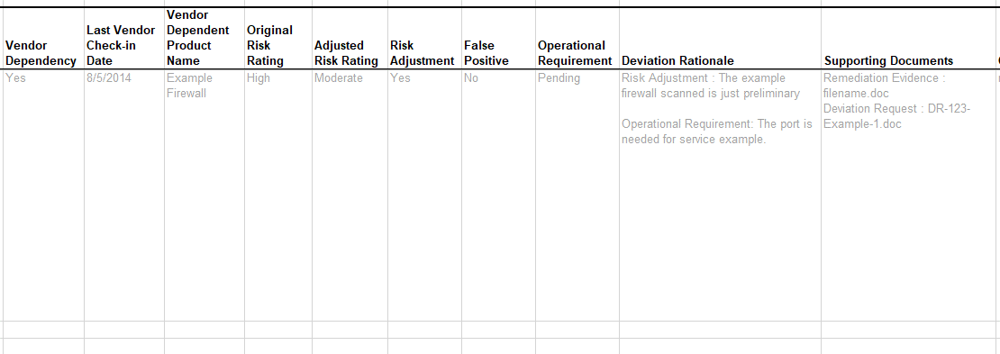 Vendor Dependency
Last Vendor Check-in Date
Vendor Dependent Product Name
Original Risk Rating
Adjusted Risk Rating
Risk Adjustment
False Positive
Operational Requirement
Deviation Rationale
Supporting Documents
Yes
8/5/2014
Example
Firewall
High
Moderate
Yes
No
Pending
Risk Adjustment : The example
firewall scanned is just preliminary
Operational Requirement: The port is
needed for service example.
Remediation Evidence :
filename.doc
Deviation Request : DR-123-
Example-1.doc